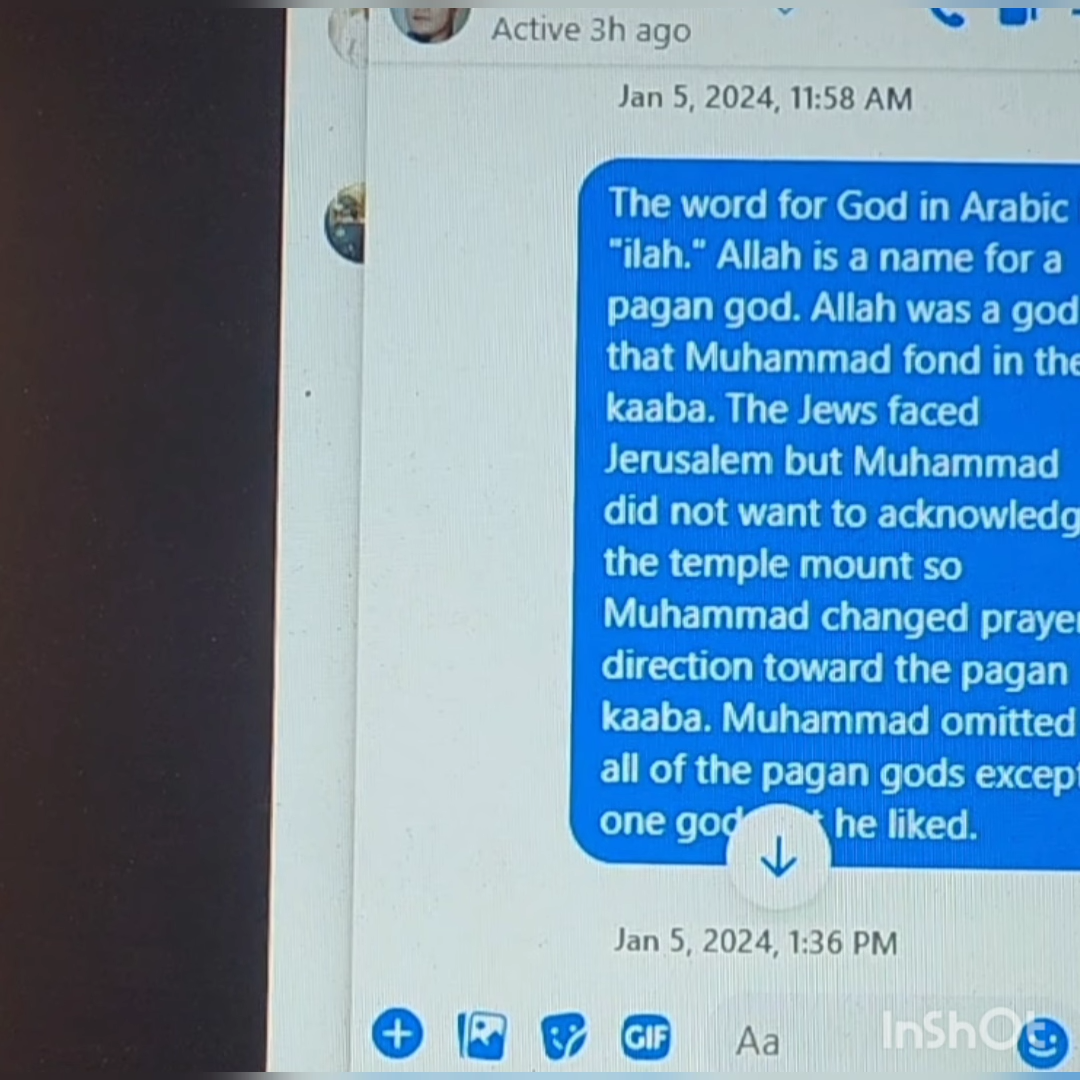 Active 3h ago
Jan 5, 2024, 11:58 AM
The word for God in Arabic
"ilah." Allah is a name for a
pagan god. Allah was a god
that Muhammad fond in the
kaaba. The Jews faced
Jerusalem but Muhammad
did not want to acknowledg
the temple mount so
Muhammad changed prayer
direction toward the pagan
kaaba. Muhammad omitted
all of the pagan gods except
one god he liked.
Jan 5, 2024, 1:36 PM
GIF
Aa
InShOt